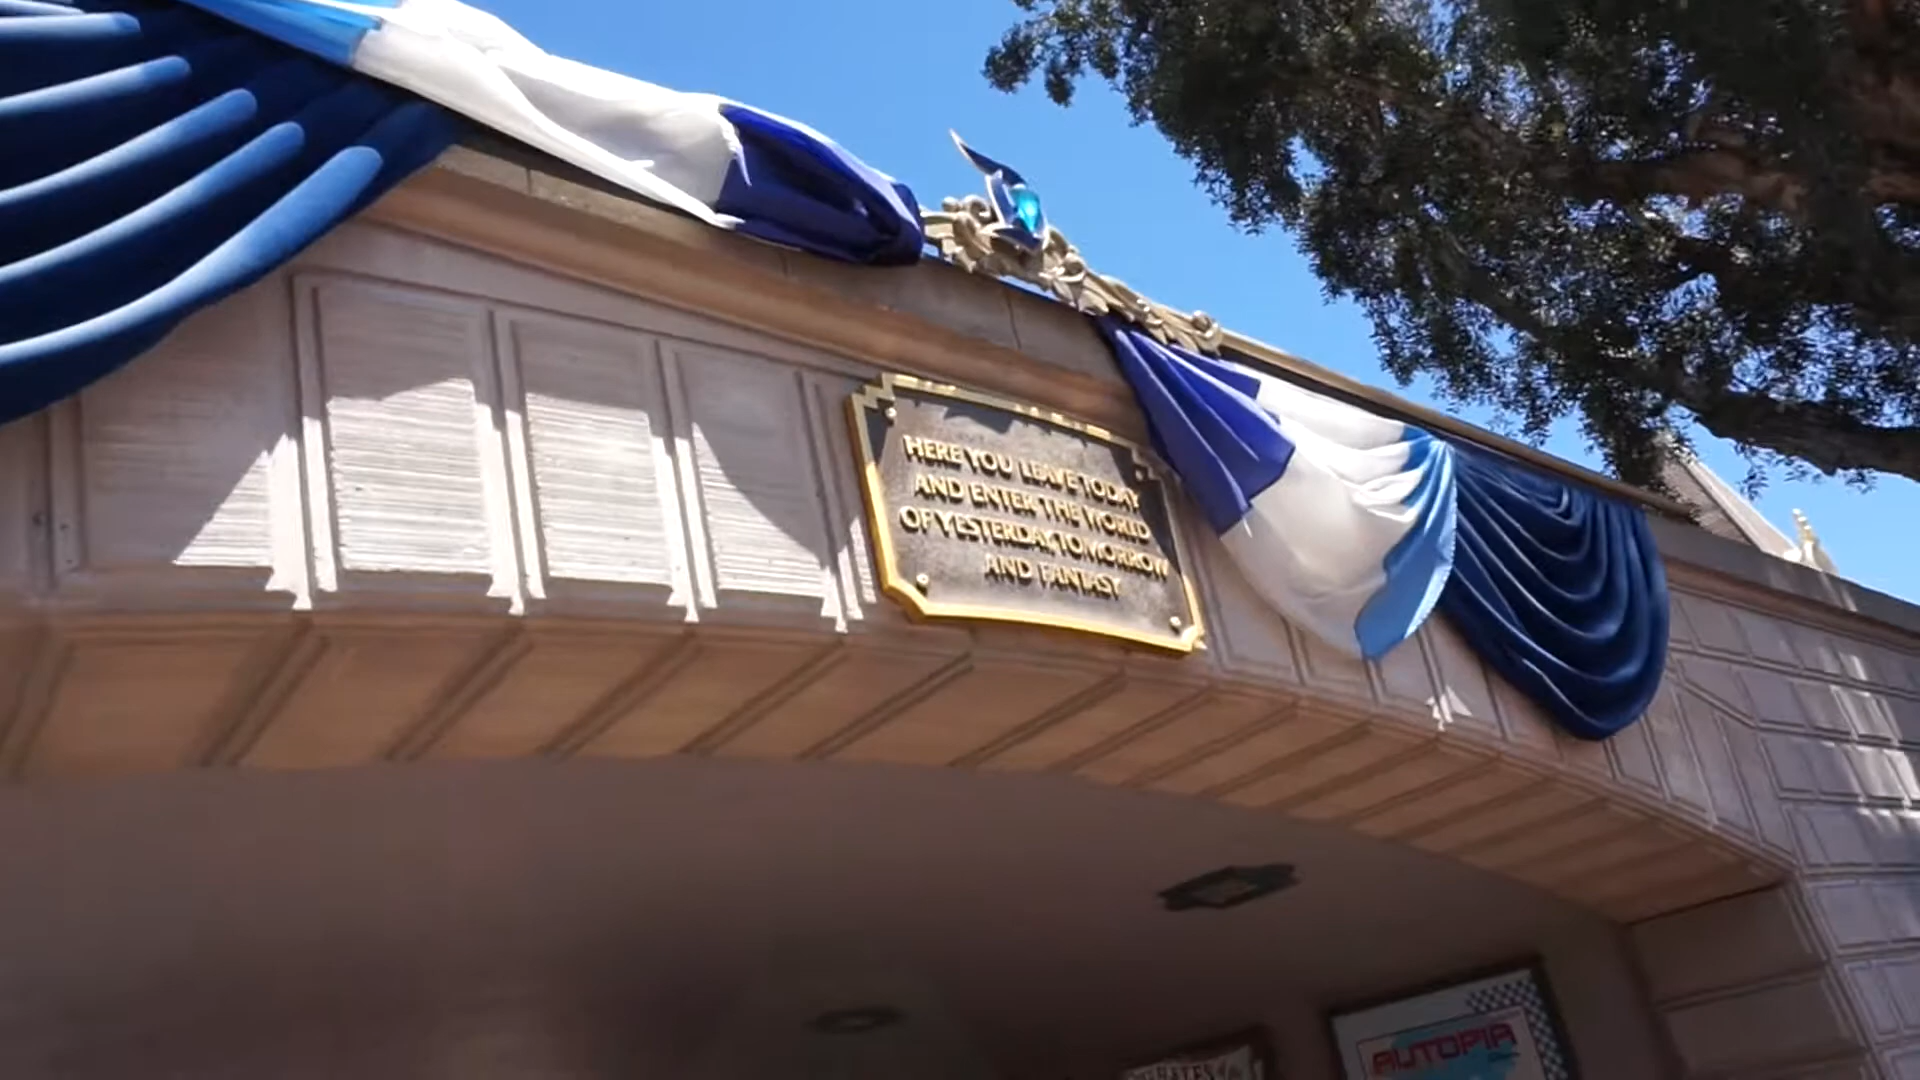 HERE YOU LEAVE TODAY
AND ENTER THE WORLD
OF YESTERDAY, TOMORROW
AND FANTASY
AUTOPIA